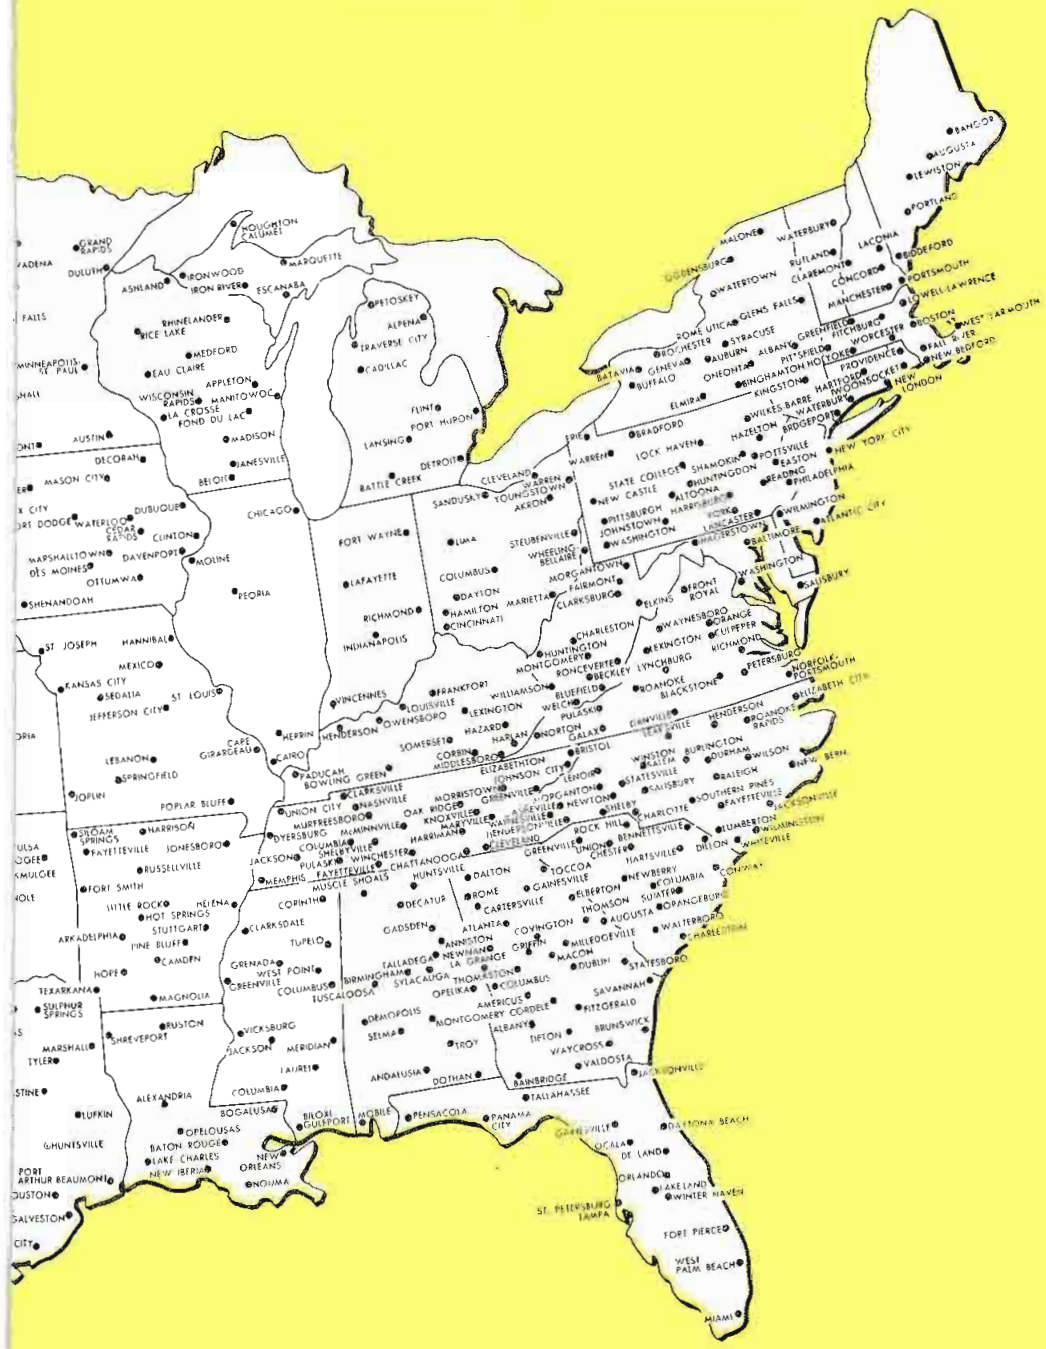 BANGOR
AUGUSTA
LEWISTON
PORTLAND
MALONE
WATERBURY
OGDENSBURG
RUTLAND
LACONIA
BIDDEFORD
WATERTOWN
CLAREMONT
CONCORD
PORTSMOUTH
GLENS FALLS
MANCHESTER
LOWELL-LAWRENCE
ROME UTICA
ROCHESTER
SYRACUSE
GREENFIELD
FITCHBURG
BOSTON
WEST YARMOUTH
BATAVIA
GENEVA
AUBURN
ALBANY
PITTSFIELD
HOLYOKE
WORCESTER
FALL RIVER
BUFFALO
ONEONTA
BINGHAMTON
PROVIDENCE
NEW BEDFORD
KINGSTON
HARTFORD
WOONSOCKET
NEW
LONDON
ELMIRA
WILKES-BARRE
WATERBURY
BRDGEPORT
ERIE
BRADFORD
LOCK HAVEN
HAZELTON
NEW YORK CITY
WARREN
STATE COLLEGE
SHAMOKIN
POTTSVILLE
EASTON
HUNTINGDON
READING
PHILADELPHIA
NEW CASTLE
ALTOONA
HARRISBURG
PITTSBURGH
JOHNSTOWN
YORK
LANCASTER
WILMINGTON
ATLANTIC CITY
WASHINGTON
HAGERSTOWN
BALTIMORE
WASHINGTON
SALISBURY
GRAND
RAPIDS
VADENA
DULUTH
HOUGHTON
CALUMET
MARQUETTE
IRONWOOD
ASHLAND
IRON RIVER
ESCANABA
PETOSKEY
ALPENA
TRAVERSE CITY
CADILLAC
FALLS
RHINELANDER
RICE LAKE
MEDFORD
MINNEAPOLIS-
ST. PAUL
EAU CLAIRE
APPLETON
WISCONSIN
RAPIDS
MANITOWOC
LA CROSSE
FOND DU LAC
AUSTIN
MADISON
FLINT
PORT HURON
LANSING
DETROIT
BATTLE CREEK
DECORAH
JANESVILLE
MASON CITY
BELOIT
CHICAGO
X CITY
DUBUQUE
ORT DODGE
WATERLOO
CEDAR
RAPIDS
CLINTON
MARSHALLTOWN
DAVENPORT
MOLINE
DES MOINES
OTTUMWA
PEORIA
SHENANDOAH
CLEVELAND
WARREN
SANDUSKY
YOUNGSTOWN
AKRON
FORT WAYNE
LIMA
STEUBENVILLE
WHEELING-
BELLAIRE
COLUMBUS
LAFAYETTE
DAYTON
HAMILTON
MARIETTA
MORGANTOWN
FAIRMONT
CLARKSBURG
RICHMOND
CINCINNATI
INDIANAPOLIS
ELKINS
FRONT
ROYAL
WAYNESBORO
ORANGE
CULPEPER
CHARLESTON
HUNTINGTON
MONTGOMERY
LEXINGTON
RICHMOND
RONCEVERTE
BECKLEY
LYNCHBURG
PETERSBURG
NORFOLK-
PORTSMOUTH
ROANOKE
BLACKSTONE
ELIZABETH CITY
ST JOSEPH
HANNIBAL
MEXICO
KANSAS CITY
SEDALIA
ST LOUIS
JEFFERSON CITY
VINCENNES
FRANKFORT
LOUISVILLE
WILLIAMSON
BLUEFIELD
OWENSBORO
LEXINGTON
WELCH
PULASKI
DANVILLE
HENDERSON
ROANOKE
RAPIDS
HERRIN
HENDERSON
HAZARD
CAPE
GIRARDEAU
CAIRO
SOMERSET
HARLAN
NORTON
GALAX
LEBANON
SPRINGFIELD
CORBIN
MIDDLESBORO
BRISTOL
PADUCAH
BOWLING GREEN
ELIZABETHTON
JOHNSON CITY
WINSTON
SALEM
BURLINGTON
DURHAM
WILSON
NEW BERN
JOPLIN
POPLAR BLUFF
CLARKSVILLE
UNION CITY
NASHVILLE
MORRISTOWN
GREENVILLE
LENOIR
STATESVILLE
RALEIGH
MORGANTON
SALISBURY
SOUTHERN PINES
MURFREESBORO
OAK RIDGE
KNOXVILLE
ASHEVILLE
NEWTON
SHELBY
CHARLOTTE
FAYETTEVILLE
JACKSONVILLE
DYERSBURG
MCMINNVILLE
MARYVILLE
WAYNESVILLE
HARRIMAN
HENDERSONVILLE
ROCK HILL
LUMBERTON
WILMINGTON
COLUMBIA
SHELBYVILLE
PULASKI
WINCHESTER
CLEVELAND
BENNETTSVILLE
WHITEVILLE
SILOAM
SPRINGS
HARRISON
FAYETTEVILLE
JONESBORO
JACKSON
MEMPHIS
FAYETTEVILLE
CHATTANOOGA
GREENVILLE
UNION
CHESTER
HARTSVILLE
DILLON
CONWAY
RUSSELLVILLE
MUSCLE SHOALS
HUNTSVILLE
DALTON
TOCCOA
NEWBERRY
COLUMBIA
FORT SMITH
CORINTH
DECATUR
ROME
GAINESVILLE
ELBERTON
SUMTER
LITTLE ROCK
HELENA
CARTERSVILLE
THOMSON
ORANGEBURG
HOT SPRINGS
CLARKSDALE
GADSDEN
ATLANTA
COVINGTON
AUGUSTA
WALTERBORO
STUTTGART
ARKADELPHIA
PINE BLUFF
TUPELO
ANNISTON
GRIFFIN
MILLEDGEVILLE
CHARLESTON
CAMDEN
GRENADA
TALLADEGA
NEWNAN
MACON
HOPE
WEST POINT
GREENVILLE
BIRMINGHAM
LA GRANGE
DUBLIN
STATESBORO
TEXARKANA
MAGNOLIA
COLUMBUS
SYLACAUGA
THOMASTON
TUSCALOOSA
OPELIKA
COLUMBUS
SAVANNAH
SULPHUR
SPRINGS
AMERICUS
CORDELE
FITZGERALD
RUSTON
VICKSBURG
DEMOPOLIS
MONTGOMERY
MARSHALL
SHREVEPORT
JACKSON
MERIDIAN
SELMA
ALBANY
TIFTON
BRUNSWICK
TYLER
TROY
WAYCROSS
LAUREL
ANDALUSIA
DOTHAN
VALDOSTA
STINE
COLUMBIA
BAINBRIDGE
JACKSONVILLE
ALEXANDRIA
TALLAHASSEE
LUFKIN
BOGALUSA
BILOXI
GULFPORT
MOBILE
PENSACOLA
PANAMA
CITY
GAINESVILLE
DAYTONA BEACH
OPELOUSAS
HUNTSVILLE
BATON ROUGE
OCALA
DE LAND
LAKE CHARLES
NEW
ORLEANS
PORT
ARTHUR BEAUMONT
NEW IBERIA
HOUMA
ORLANDO
OUSTON
LAKELAND
WINTER HAVEN
GALVESTON
ST. PETERSBURG
TAMPA
CITY
FORT PIERCE
WEST
PALM BEACH
MIAMI